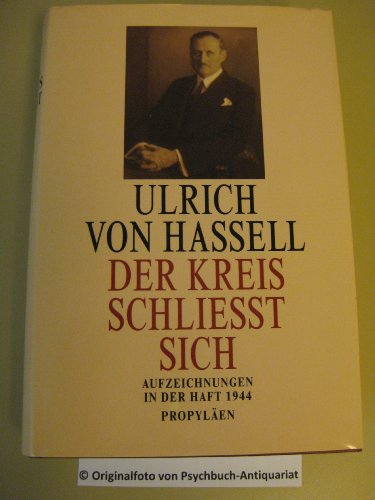 ULRICH
VON HASSELL
DER KREIS
SCHLIESST
SICH
AUFZEICHNUNGEN
IN DER HAFT 1944
PROPYLÄEN
© Originalfoto von Psychbuch-Antiquariat